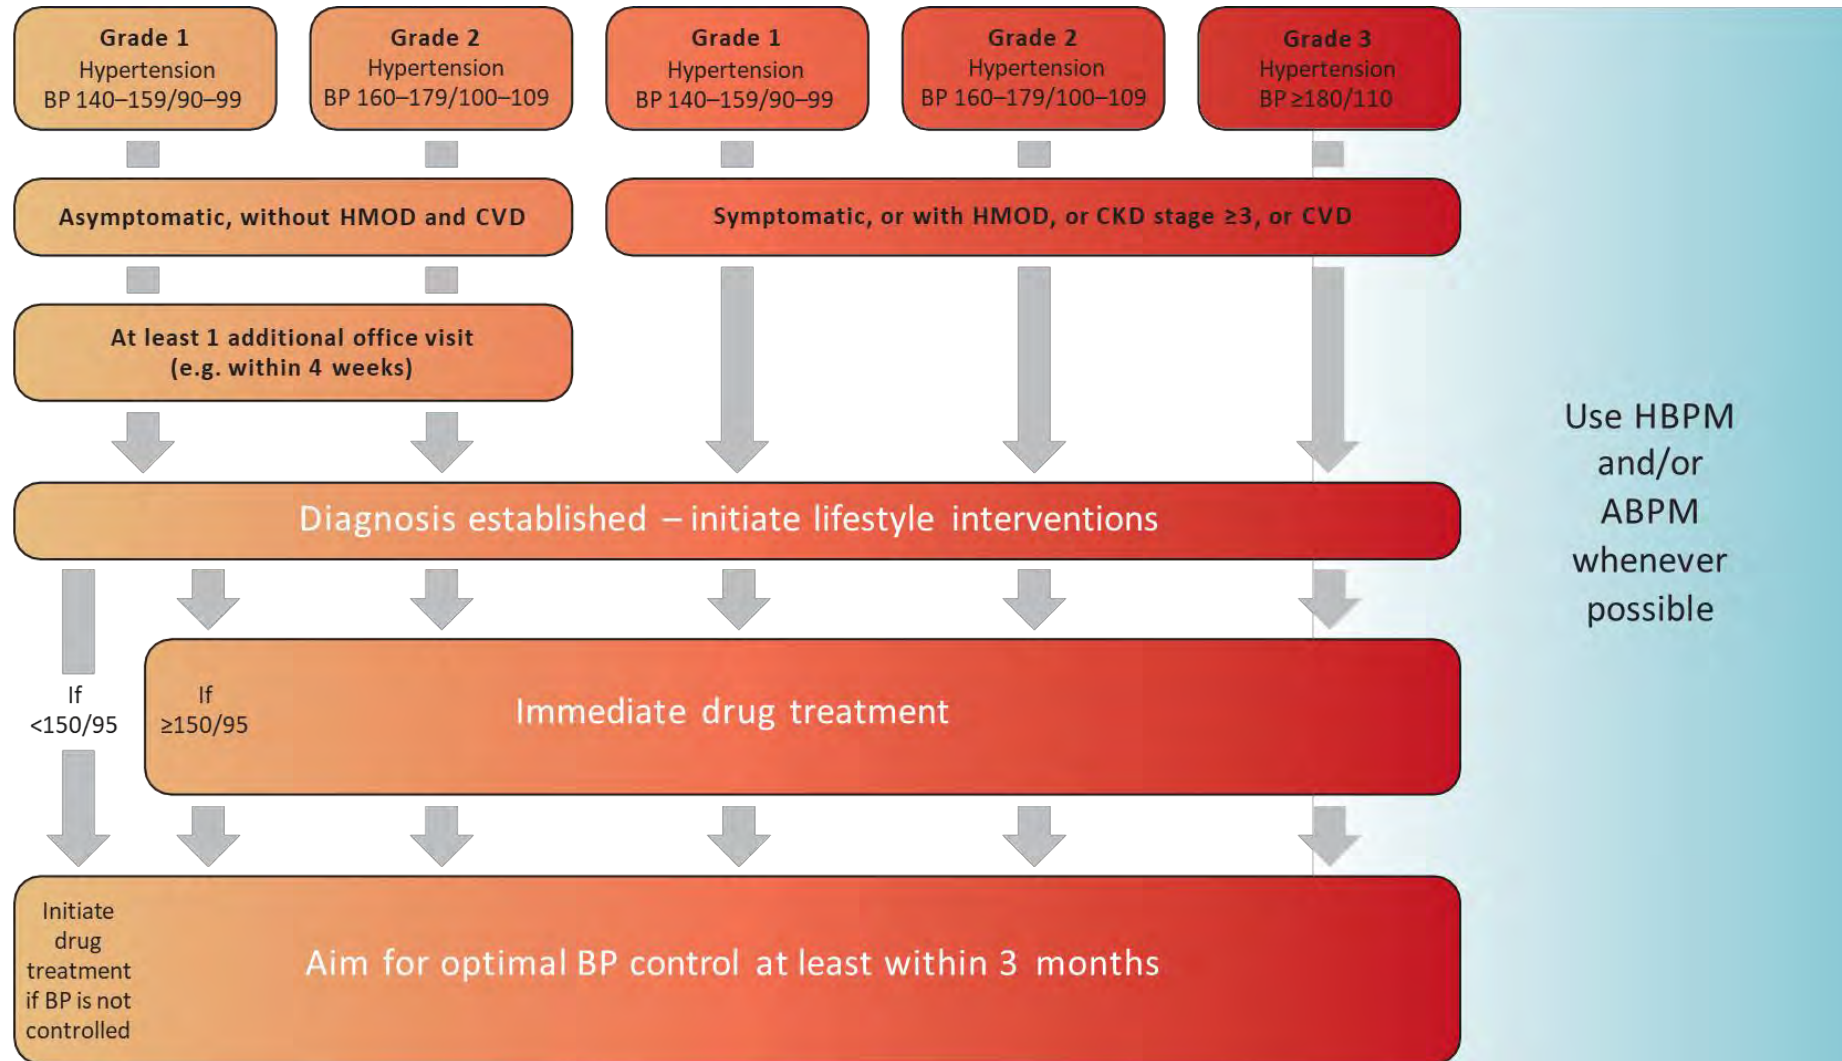 Grade 1
Hypertension
BP 140–159/90–99
Grade 2
Hypertension
BP 160–179/100–109
Grade 1
Hypertension
BP 140–159/90–99
Grade 2
Hypertension
BP 160–179/100–109
Grade 3
Hypertension
BP ≥180/110
Asymptomatic, without HMOD and CVD
Symptomatic, or with HMOD, or CKD stage ≥3, or CVD
At least 1 additional office visit
(e.g. within 4 weeks)
Diagnosis established – initiate lifestyle interventions
If
<150/95
If
≥150/95
Immediate drug treatment
Initiate
drug
treatment
if BP is not
controlled
Aim for optimal BP control at least within 3 months
Use HBPM
and/or
ABPM
whenever
possible